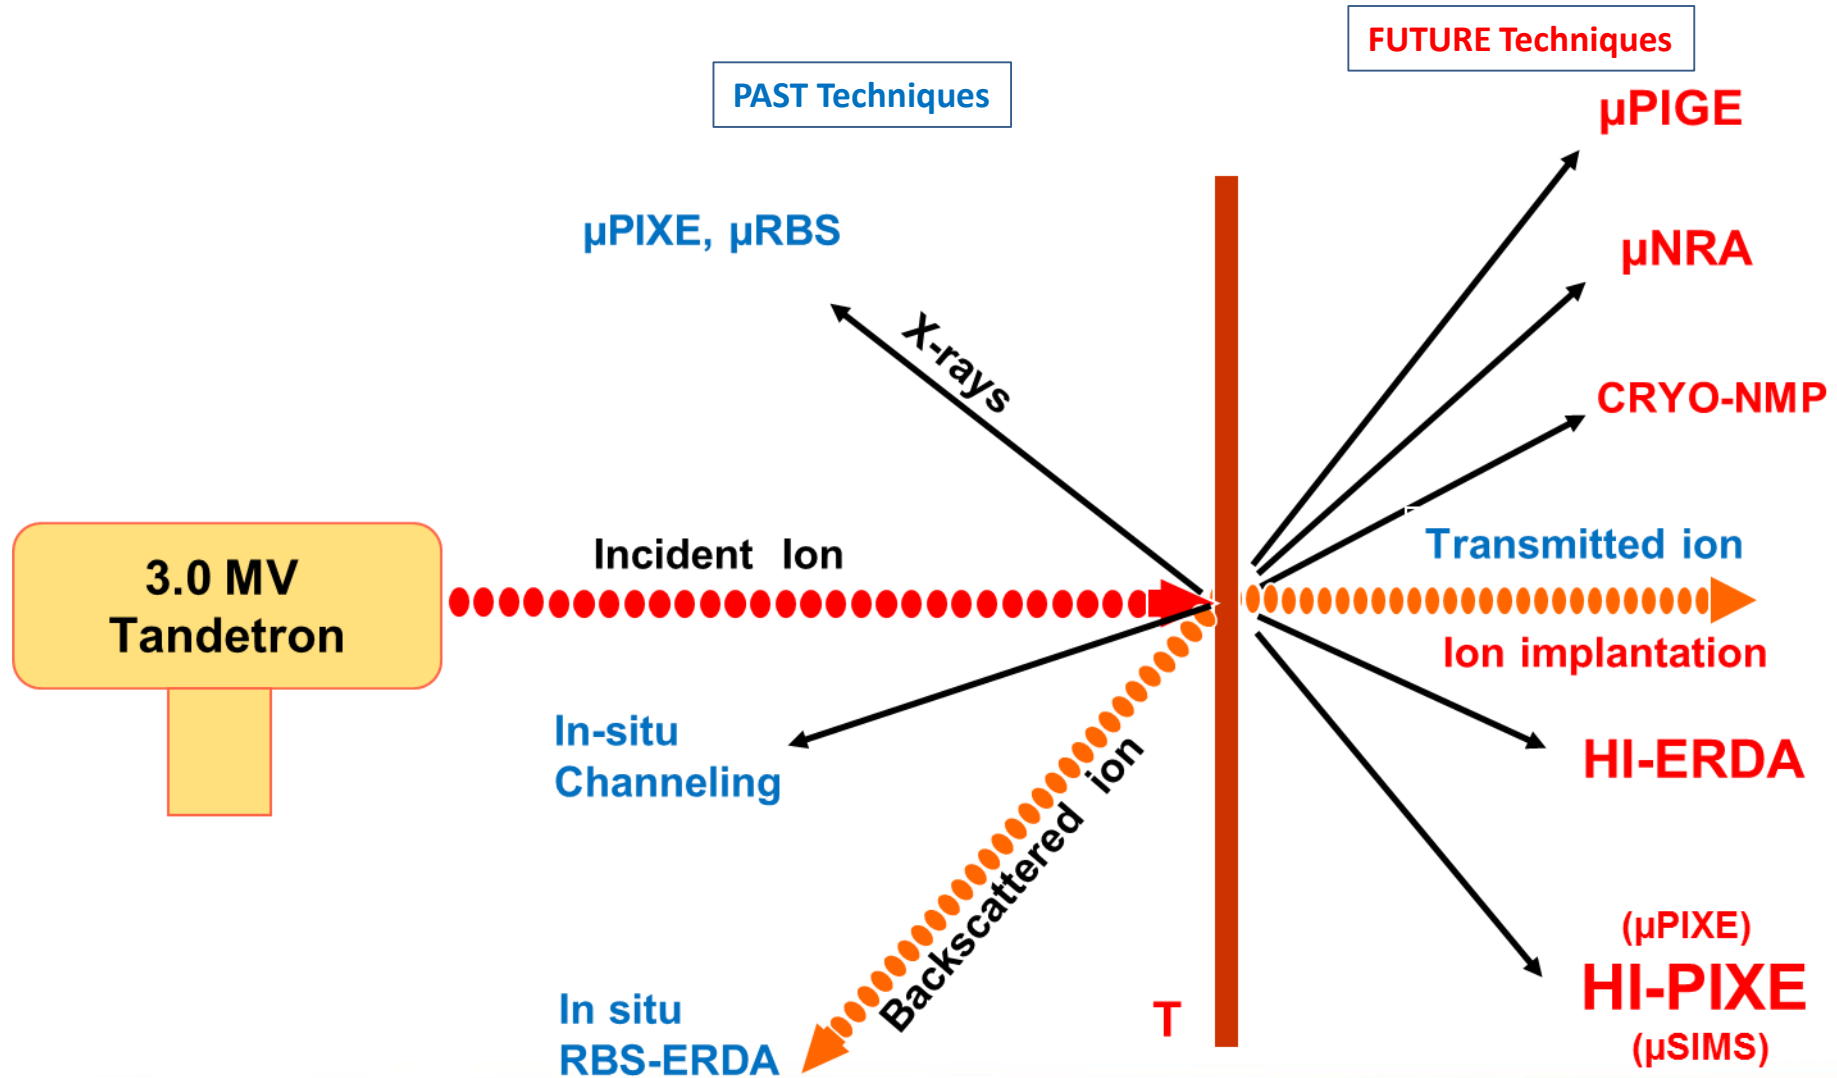 FUTURE Techniques
PAST Techniques
µPIGE
µPIXE, µRBS
µNRA
X-rays
CRYO-NMP
Incident Ion
Transmitted ion
3.0 MV
Tandetron
Ion implantation
In-situ
Channeling
HI-ERDA
Backscattered ion
(µPIXE)
HI-PIXE
(µSIMS)
In situ
RBS-ERDA
T